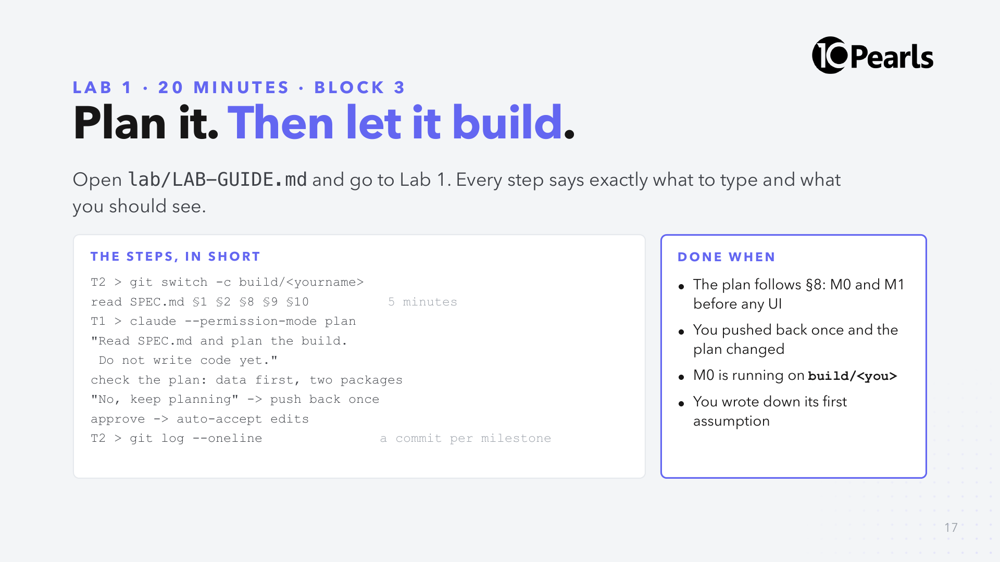 10Pearls
LAB 1 · 20 MINUTES · BLOCK 3
Plan it. Then let it build.
Open lab/LAB-GUIDE.md and go to Lab 1. Every step says exactly what to type and what
you should see.
THE STEPS, IN SHORT
T2 > git switch -c build/<yourname>
read SPEC.md §1 §2 §8 §9 §10 5 minutes
T1 > claude --permission-mode plan
"Read SPEC.md and plan the build.
Do not write code yet."
check the plan: data first, two packages
"No, keep planning" -> push back once
approve -> auto-accept edits
T2 > git log --oneline a commit per milestone
DONE WHEN
• The plan follows §8: M0 and M1
before any UI
• You pushed back once and the
plan changed
• M0 is running on build/<you>
• You wrote down its first
assumption
17